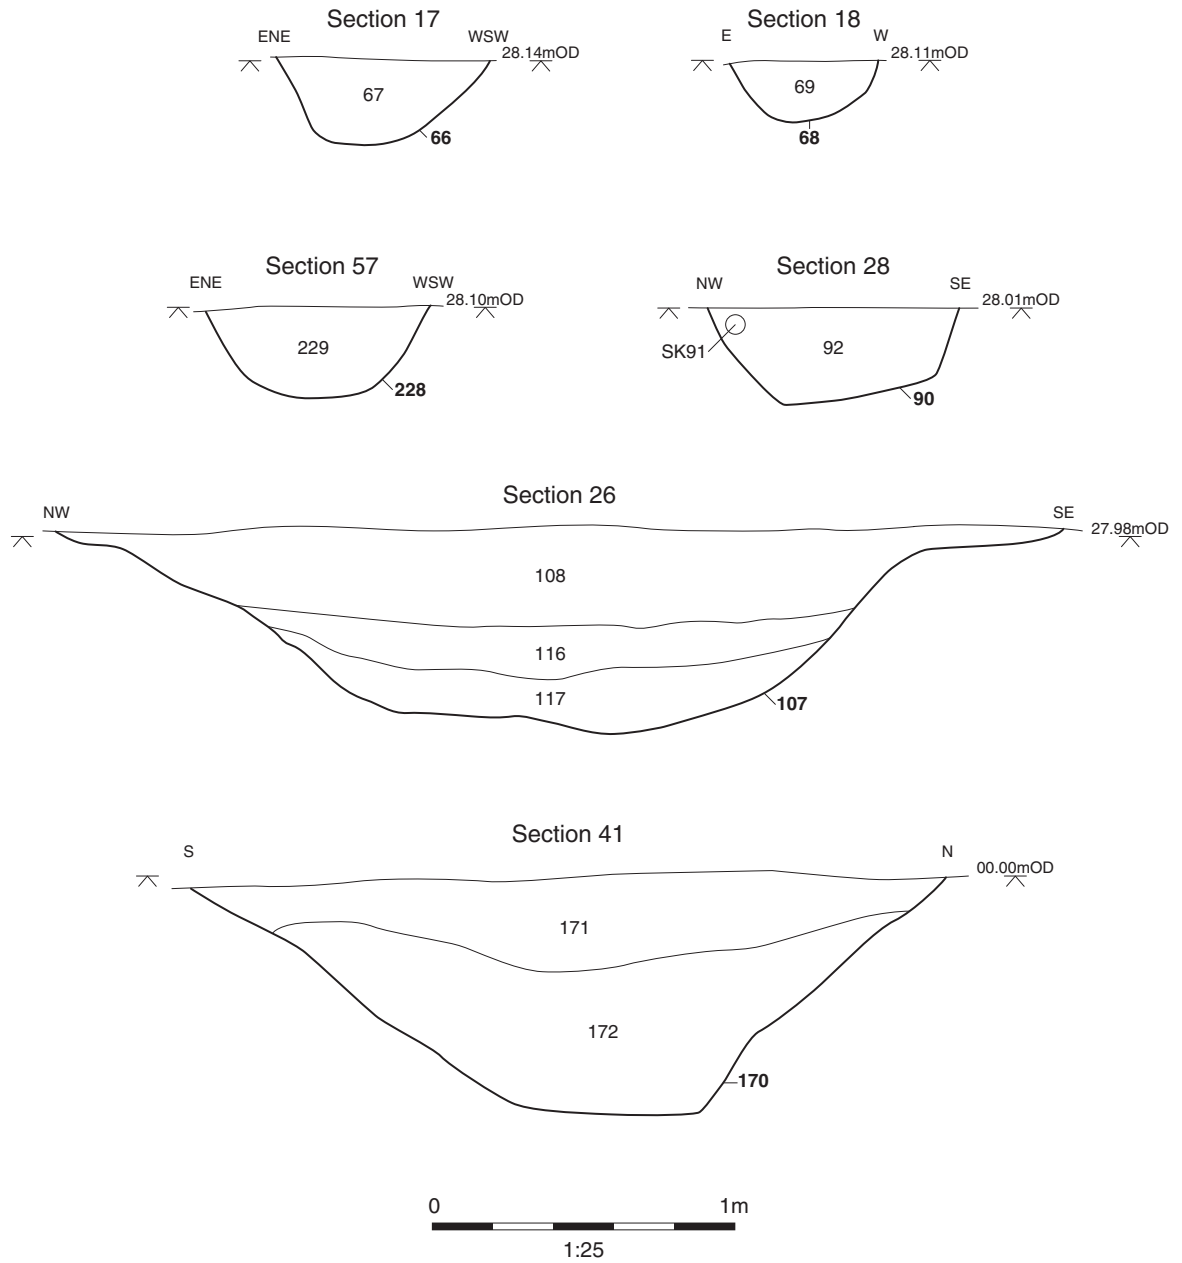 Section 17
ENE
WSW
28.14mOD
67
66
Section 18
E
W
28.11mOD
69
68
Section 57
ENE
WSW
28.10mOD
229
228
Section 28
NW
SE
28.01mOD
SK91
92
90
Section 26
NW
SE
27.98mOD
108
116
117
107
Section 41
S
N
00.00mOD
171
172
170
0
1m
1:25